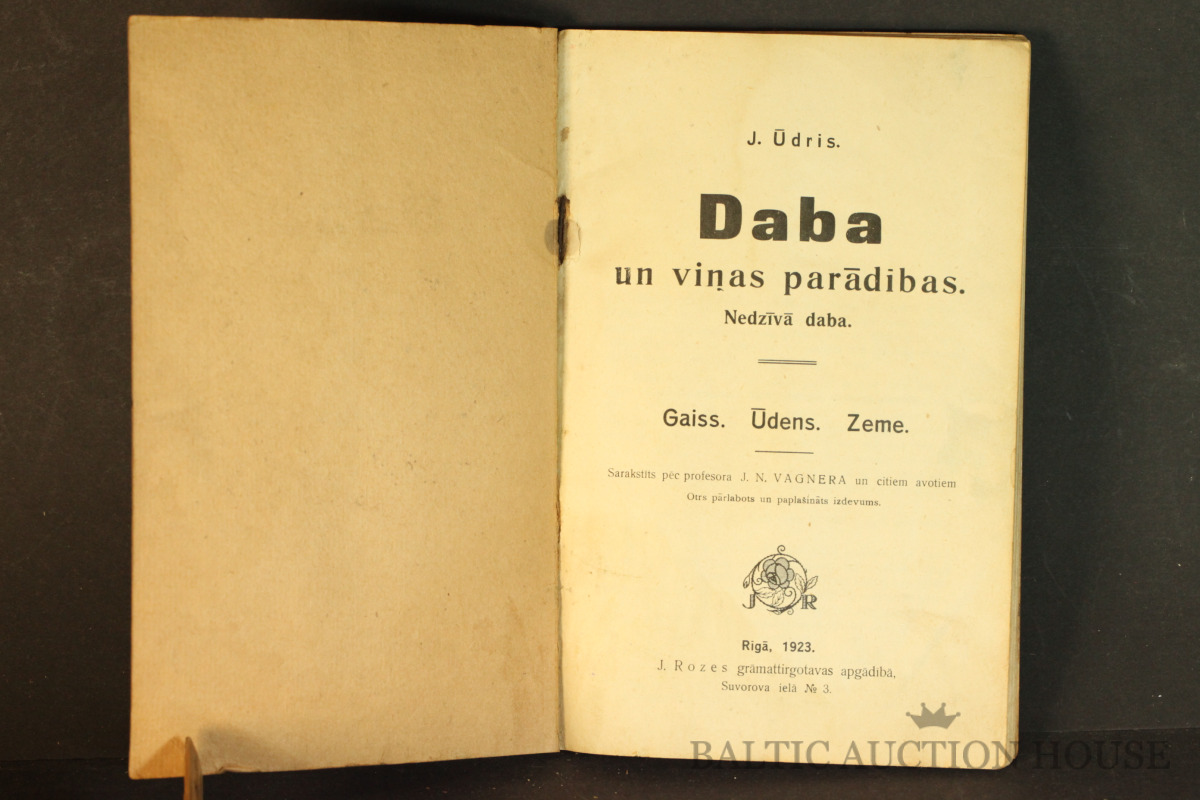 J. Ūdris.
Daba
un viņas parādibas.
Nedzīvā daba.
Gaiss. Ūdens. Zeme.
Sarakstīts pēc profesora J. N. VAGNERA un citiem avotiem
Otrs pārlabots un paplašināts izdevums.
J R
Rigā, 1923.
J. Rozes grāmattirgotavas apgādibā,
Suvorova ielā № 3.
BALTIC AUCTION HOUSE